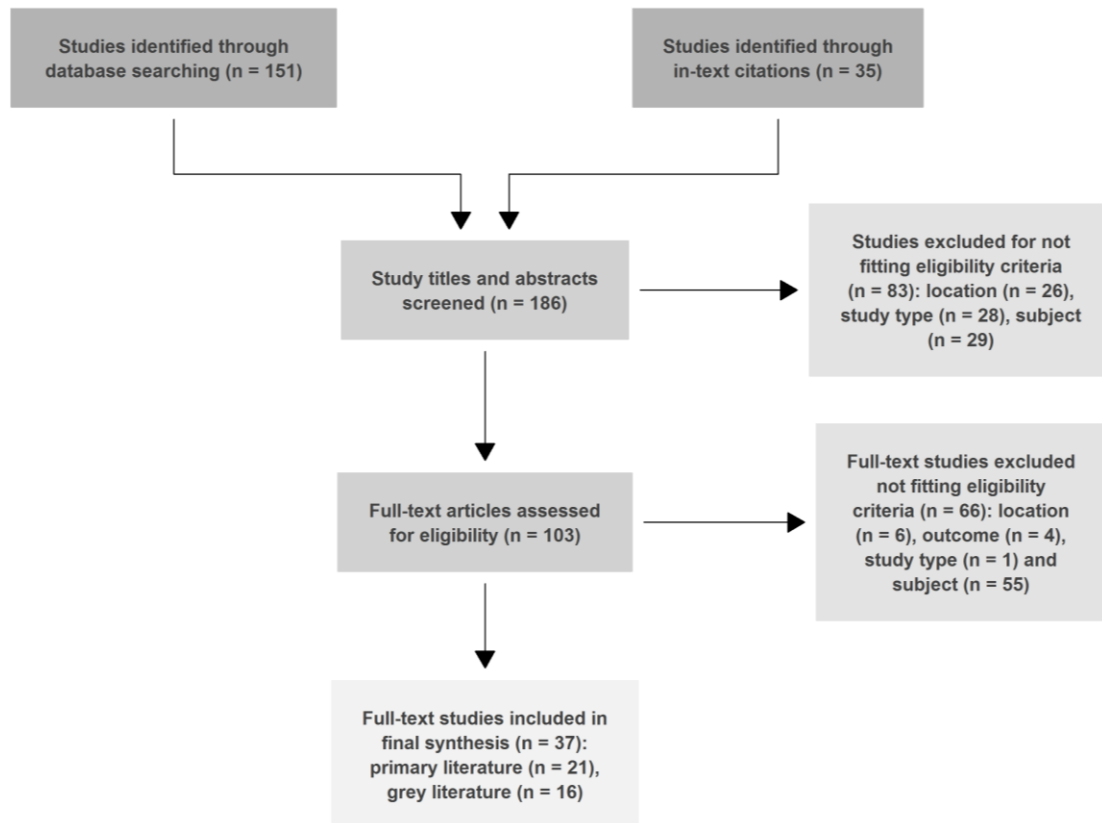 Studies identified through
database searching (n = 151)
Studies identified through
in-text citations (n = 35)
Study titles and abstracts
screened (n = 186)
Studies excluded for not
fitting eligibility criteria
(n = 83): location (n = 26),
study type (n = 28), subject
(n = 29)
Full-text articles assessed
for eligibility (n = 103)
Full-text studies excluded
not fitting eligibility
criteria (n = 66): location
(n = 6), outcome (n = 4),
study type (n = 1) and
subject (n = 55)
Full-text studies included in
final synthesis (n = 37):
primary literature (n = 21),
grey literature (n = 16)